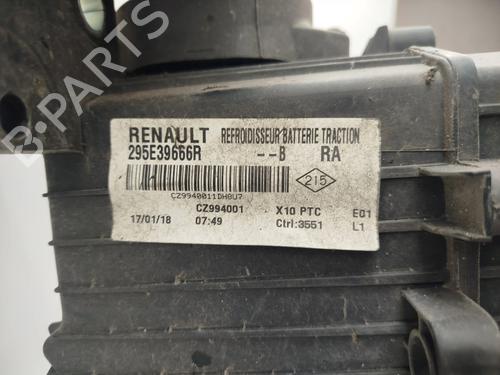 RENAULT REFROIDISSEUR BATTERIE TRACTION
295E39666R --B RA
CZ9940011DH8U7
215
CZ994001 X10 PTC E01
17/01/18 07:49 Ctrl:3551 L1
B-PARTS